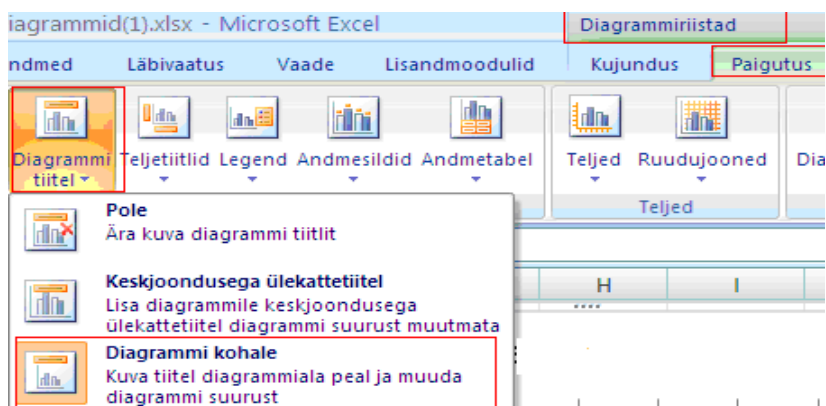 iagrammid(1).xlsx - Microsoft Excel
Diagrammiriistad
ndmed Läbivaatus Vaade Lisandmoodulid Kujundus Paigutus
Diagrammi tiitel Teljetiitlid Legend Andmesildid Andmetabel Teljed Ruudujooned Dia
Teljed
Pole
Ära kuva diagrammi tiitlit
Keskjoondusega ülekattetiitel
Lisa diagrammile keskjoondusega
ülekattetiitel diagrammi suurust muutmata
Diagrammi kohale
Kuva tiitel diagrammiala peal ja muuda
diagrammi suurust
H I